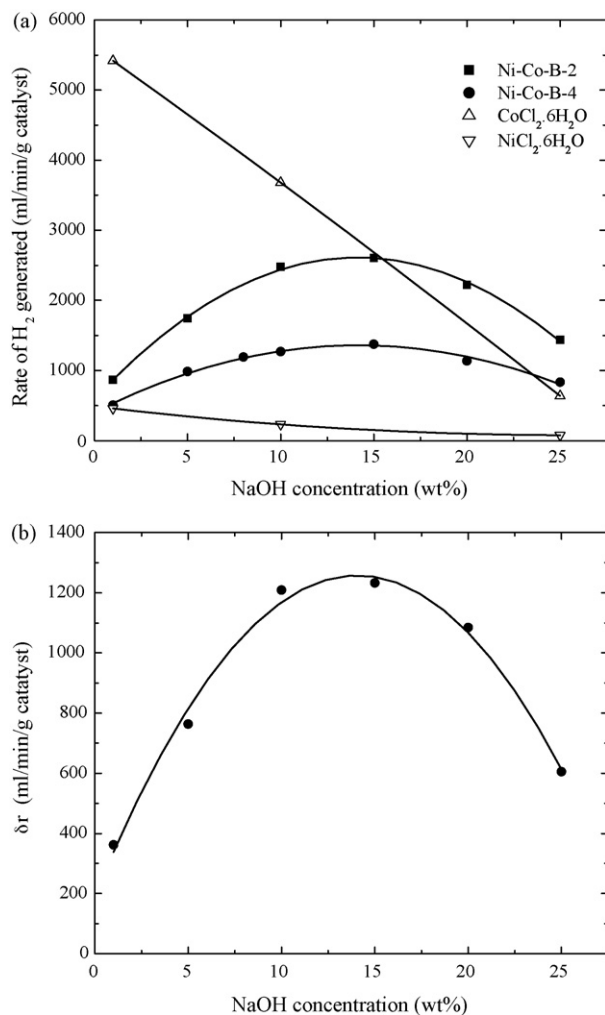 (a)
6000
5000
4000
3000
2000
1000
0
Rate of H₂ generated (ml/min/g catalyst)
Ni-Co-B-2
Ni-Co-B-4
CoCl₂.6H₂O
NiCl₂.6H₂O
0 5 10 15 20 25
NaOH concentration (wt%)
(b)
1400
1200
1000
800
600
400
200
0
δr (ml/min/g catatyst)
0 5 10 15 20 25
NaOH concentration (wt%)